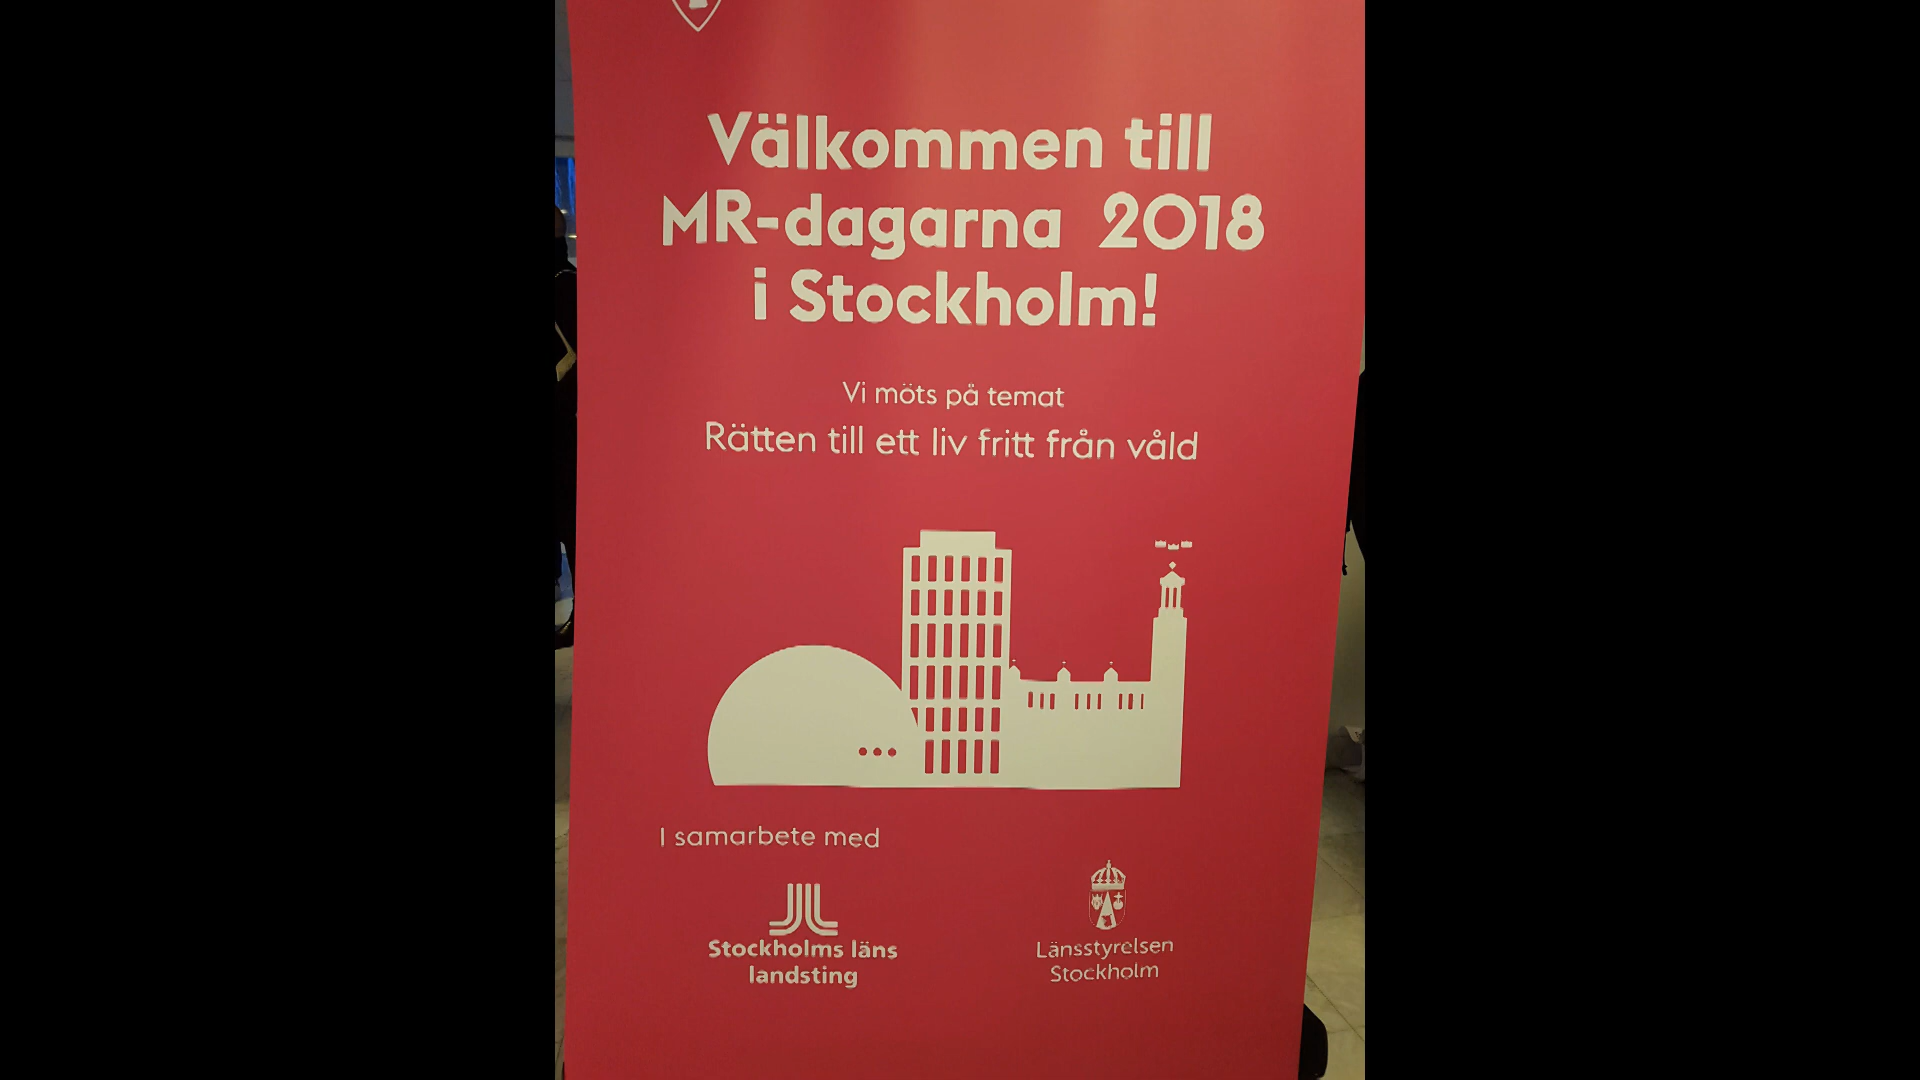 Välkommen till
MR-dagarna 2018
i Stockholm!
Vi möts på temat
Rätten till ett liv fritt från våld
I samarbete med
Stockholms läns
landsting
Länsstyrelsen
Stockholm